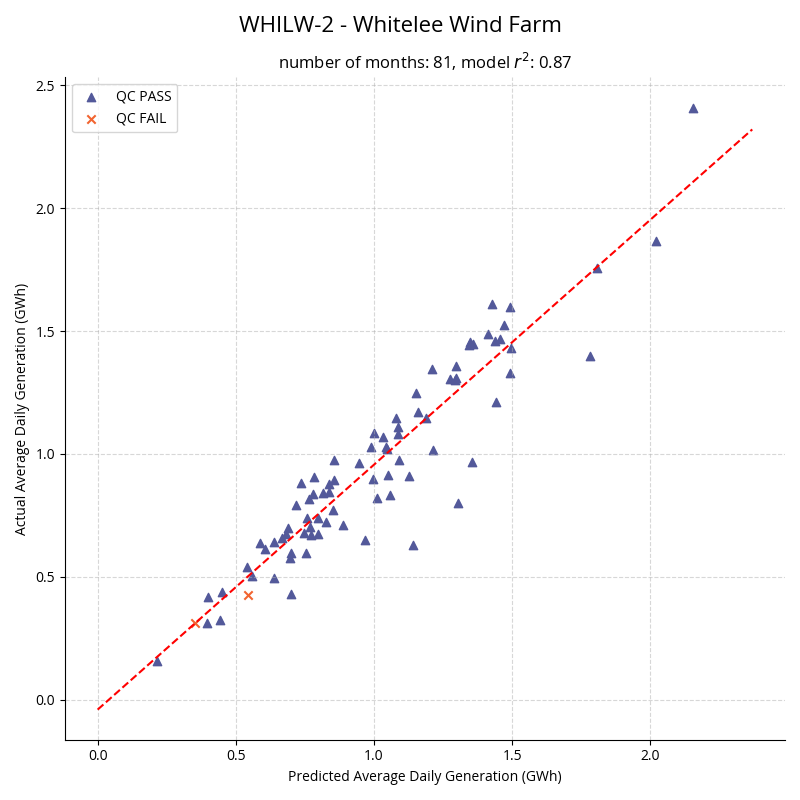 WHILW-2 - Whitelee Wind Farm
number of months: 81, model r²: 0.87
QC PASS
QC FAIL
2.5
2.0
1.5
1.0
0.5
0.0
Actual Average Daily Generation (GWh)
0.0 0.5 1.0 1.5 2.0
Predicted Average Daily Generation (GWh)